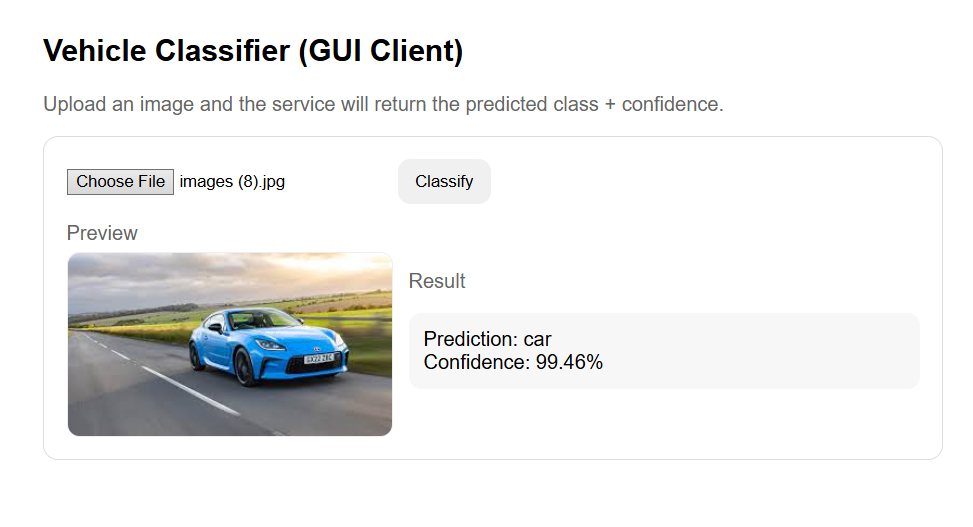 Vehicle Classifier (GUI Client)
Upload an image and the service will return the predicted class + confidence.
Choose File images (8).jpg
Classify
Preview
Result
Prediction: car
Confidence: 99.46%